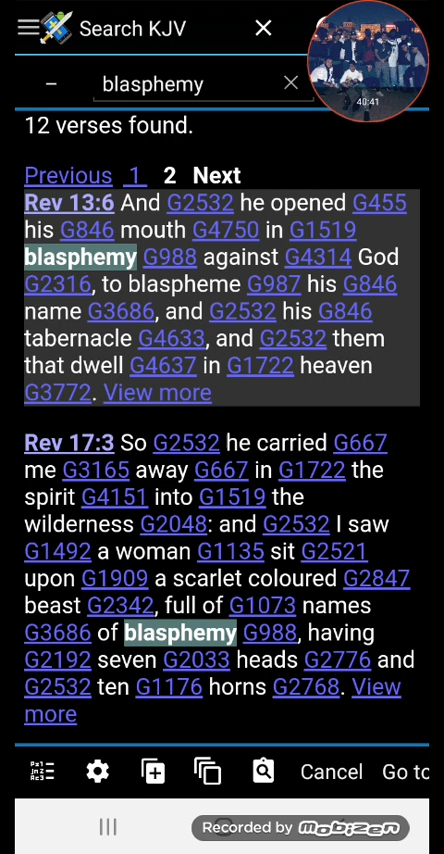 Search KJV
– blasphemy
40:41
12 verses found.
Previous 1 2 Next
Rev 13:6 And G2532 he opened G455
his G846 mouth G4750 in G1519
blasphemy G988 against G4314 God
G2316, to blaspheme G987 his G846
name G3686, and G2532 his G846
tabernacle G4633, and G2532 them
that dwell G4637 in G1722 heaven
G3772. View more
Rev 17:3 So G2532 he carried G667
me G3165 away G667 in G1722 the
spirit G4151 into G1519 the
wilderness G2048: and G2532 I saw
G1492 a woman G1135 sit G2521
upon G1909 a scarlet coloured G2847
beast G2342, full of G1073 names
G3686 of blasphemy G988, having
G2192 seven G2033 heads G2776 and
G2532 ten G1176 horns G2768. View
more
Cancel Go to
Recorded by Mobizen